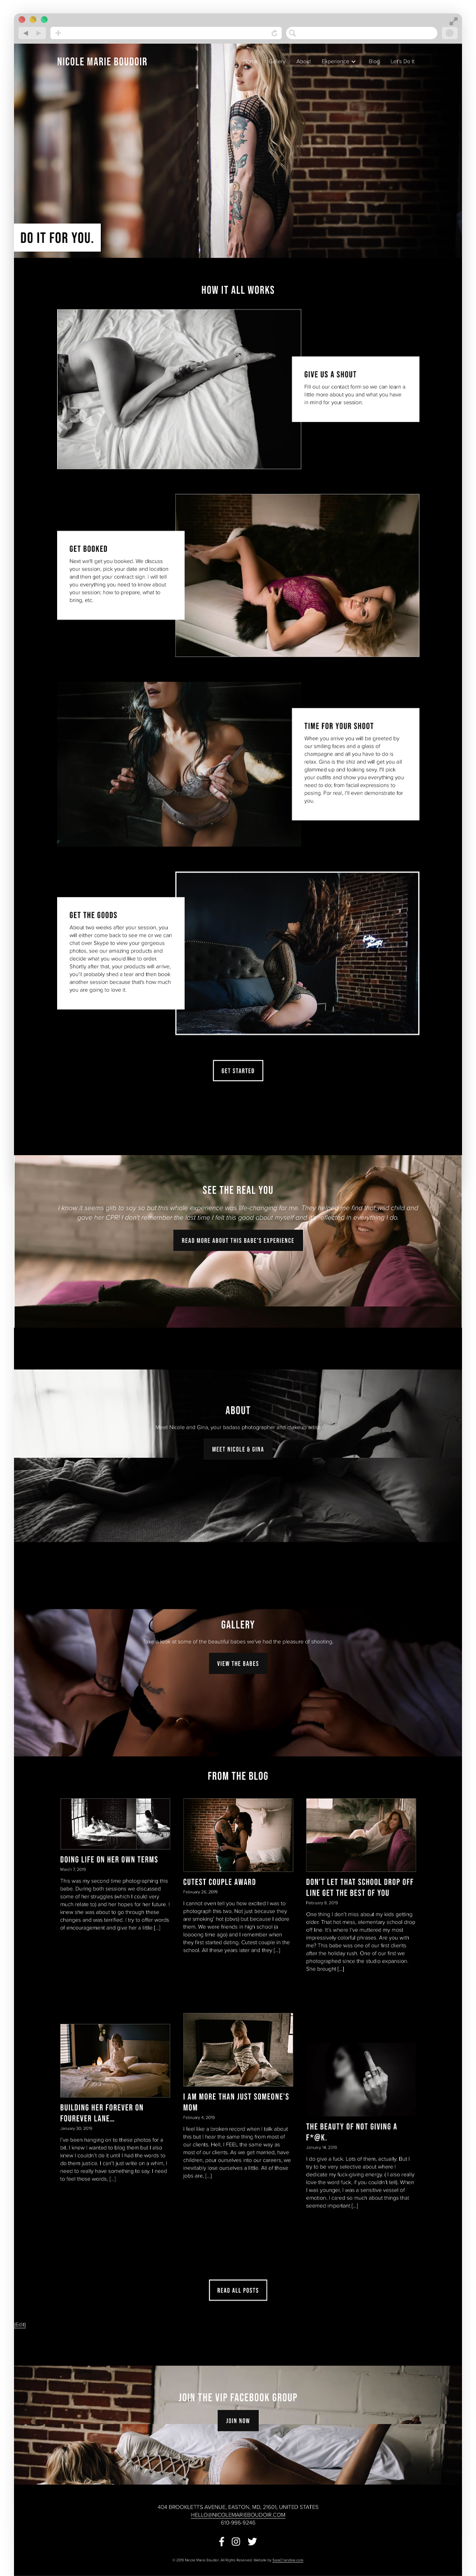 NICOLE MARIE BOUDOIR
Gallery About Experience Blog Let's Do It
DO IT FOR YOU.
HOW IT ALL WORKS
GIVE US A SHOUT
Fill out our contact form so we can learn a
little more about you and what you have
in mind for your session.
GET BOOKED
Next we'll get you booked. We discuss
your session, pick your date and location
and then get your contract sign. I will tell
you everything you need to know about
your session; how to prepare, what to
bring, etc.
TIME FOR YOUR SHOOT
When you arrive you will be greeted by
our smiling faces and a glass of
champagne and all you have to do is
relax. Gina is the shiz and will get you all
glammed up and looking sexy. I'll pick
your outfits and show you everything you
need to do; from facial expressions to
posing. For real, I'll even demonstrate for
you.
GET THE GOODS
About two weeks after your session, you
will either come back to see me or we can
chat over Skype to view your gorgeous
photos, see our amazing products and
decide what you would like to order.
Shortly after that, your products will arrive,
you'll probably shed a tear and then book
another session because that's how much
you are going to love it.
GET STARTED
SEE THE REAL YOU
I know it seems glib to say so but this whole experience was life-changing for me. They helped me find that wild child and
gave her CPR! I don't remember the last time I felt this good about myself and it's reflected in everything I do.
READ MORE ABOUT THIS BABE'S EXPERIENCE
ABOUT
Meet Nicole and Gina, your badass photographer and makeup artist.
MEET NICOLE & GINA
GALLERY
Take a look at some of the beautiful babes we've had the pleasure of shooting.
VIEW THE BABES
FROM THE BLOG
DOING LIFE ON HER OWN TERMS
March 7, 2019
This was my second time photographing this
babe. During both sessions we discussed
some of her struggles (which I could very
much relate to) and her hopes for her future. I
knew she was about to go through these
changes and was terrified. I try to offer words
of encouragement and give her a little [...]
CUTEST COUPLE AWARD
February 26, 2019
I cannot even tell you how excited I was to
photograph this two. Not just because they
are smoking' hot (obvs) but because I adore
them. We were friends in high school (a
loooong time ago) and I remember when
they first started dating. Cutest couple in the
school. All these years later and they [...]
DON'T LET THAT SCHOOL DROP OFF
LINE GET THE BEST OF YOU
February 9, 2019
One thing I don't miss about my kids getting
older. That hot mess, elementary school drop
off line. It's where I've muttered my most
impressively colorful phrases. Are you with
me? This babe was one of our first clients
after the holiday rush. One of our first we
photographed since the studio expansion.
She brought [...]
BUILDING HER FOREVER ON
FOUREVER LANE...
January 30, 2019
I've been hanging on to these photos for a
bit. I knew I wanted to blog them but I also
knew I couldn't do it until I had the words to
do them justice. I can't just write on a whim, I
need to really have something to say. I need
to feel these words, [...]
I AM MORE THAN JUST SOMEONE'S
MOM
February 4, 2019
I feel like a broken record when I talk about
this but I hear the same thing from most of
our clients. Hell, I FEEL the same way as
most of our clients. As we get married, have
children, pour ourselves into our careers, we
inevitably lose ourselves a little. All of those
jobs are, [...]
THE BEAUTY OF NOT GIVING A
F*@K.
January 18, 2019
I do give a fuck. Lots of them, actually. But I
try to be very selective about where I
dedicate my fuck-giving energy. (I also really
love the word fuck, if you couldn't tell). When
I was younger, I was a sensitive vessel of
emotion. I cared so much about things that
seemed important [...]
READ ALL POSTS
JOIN THE VIP FACEBOOK GROUP
JOIN NOW
404 BROOKLETTS AVENUE, EASTON, MD, 21601, UNITED STATES
HELLO@NICOLEMARIEBOUDOIR.COM
610-996-9246
© 2019 Nicole Marie Boudoir. All Rights Reserved. Website by